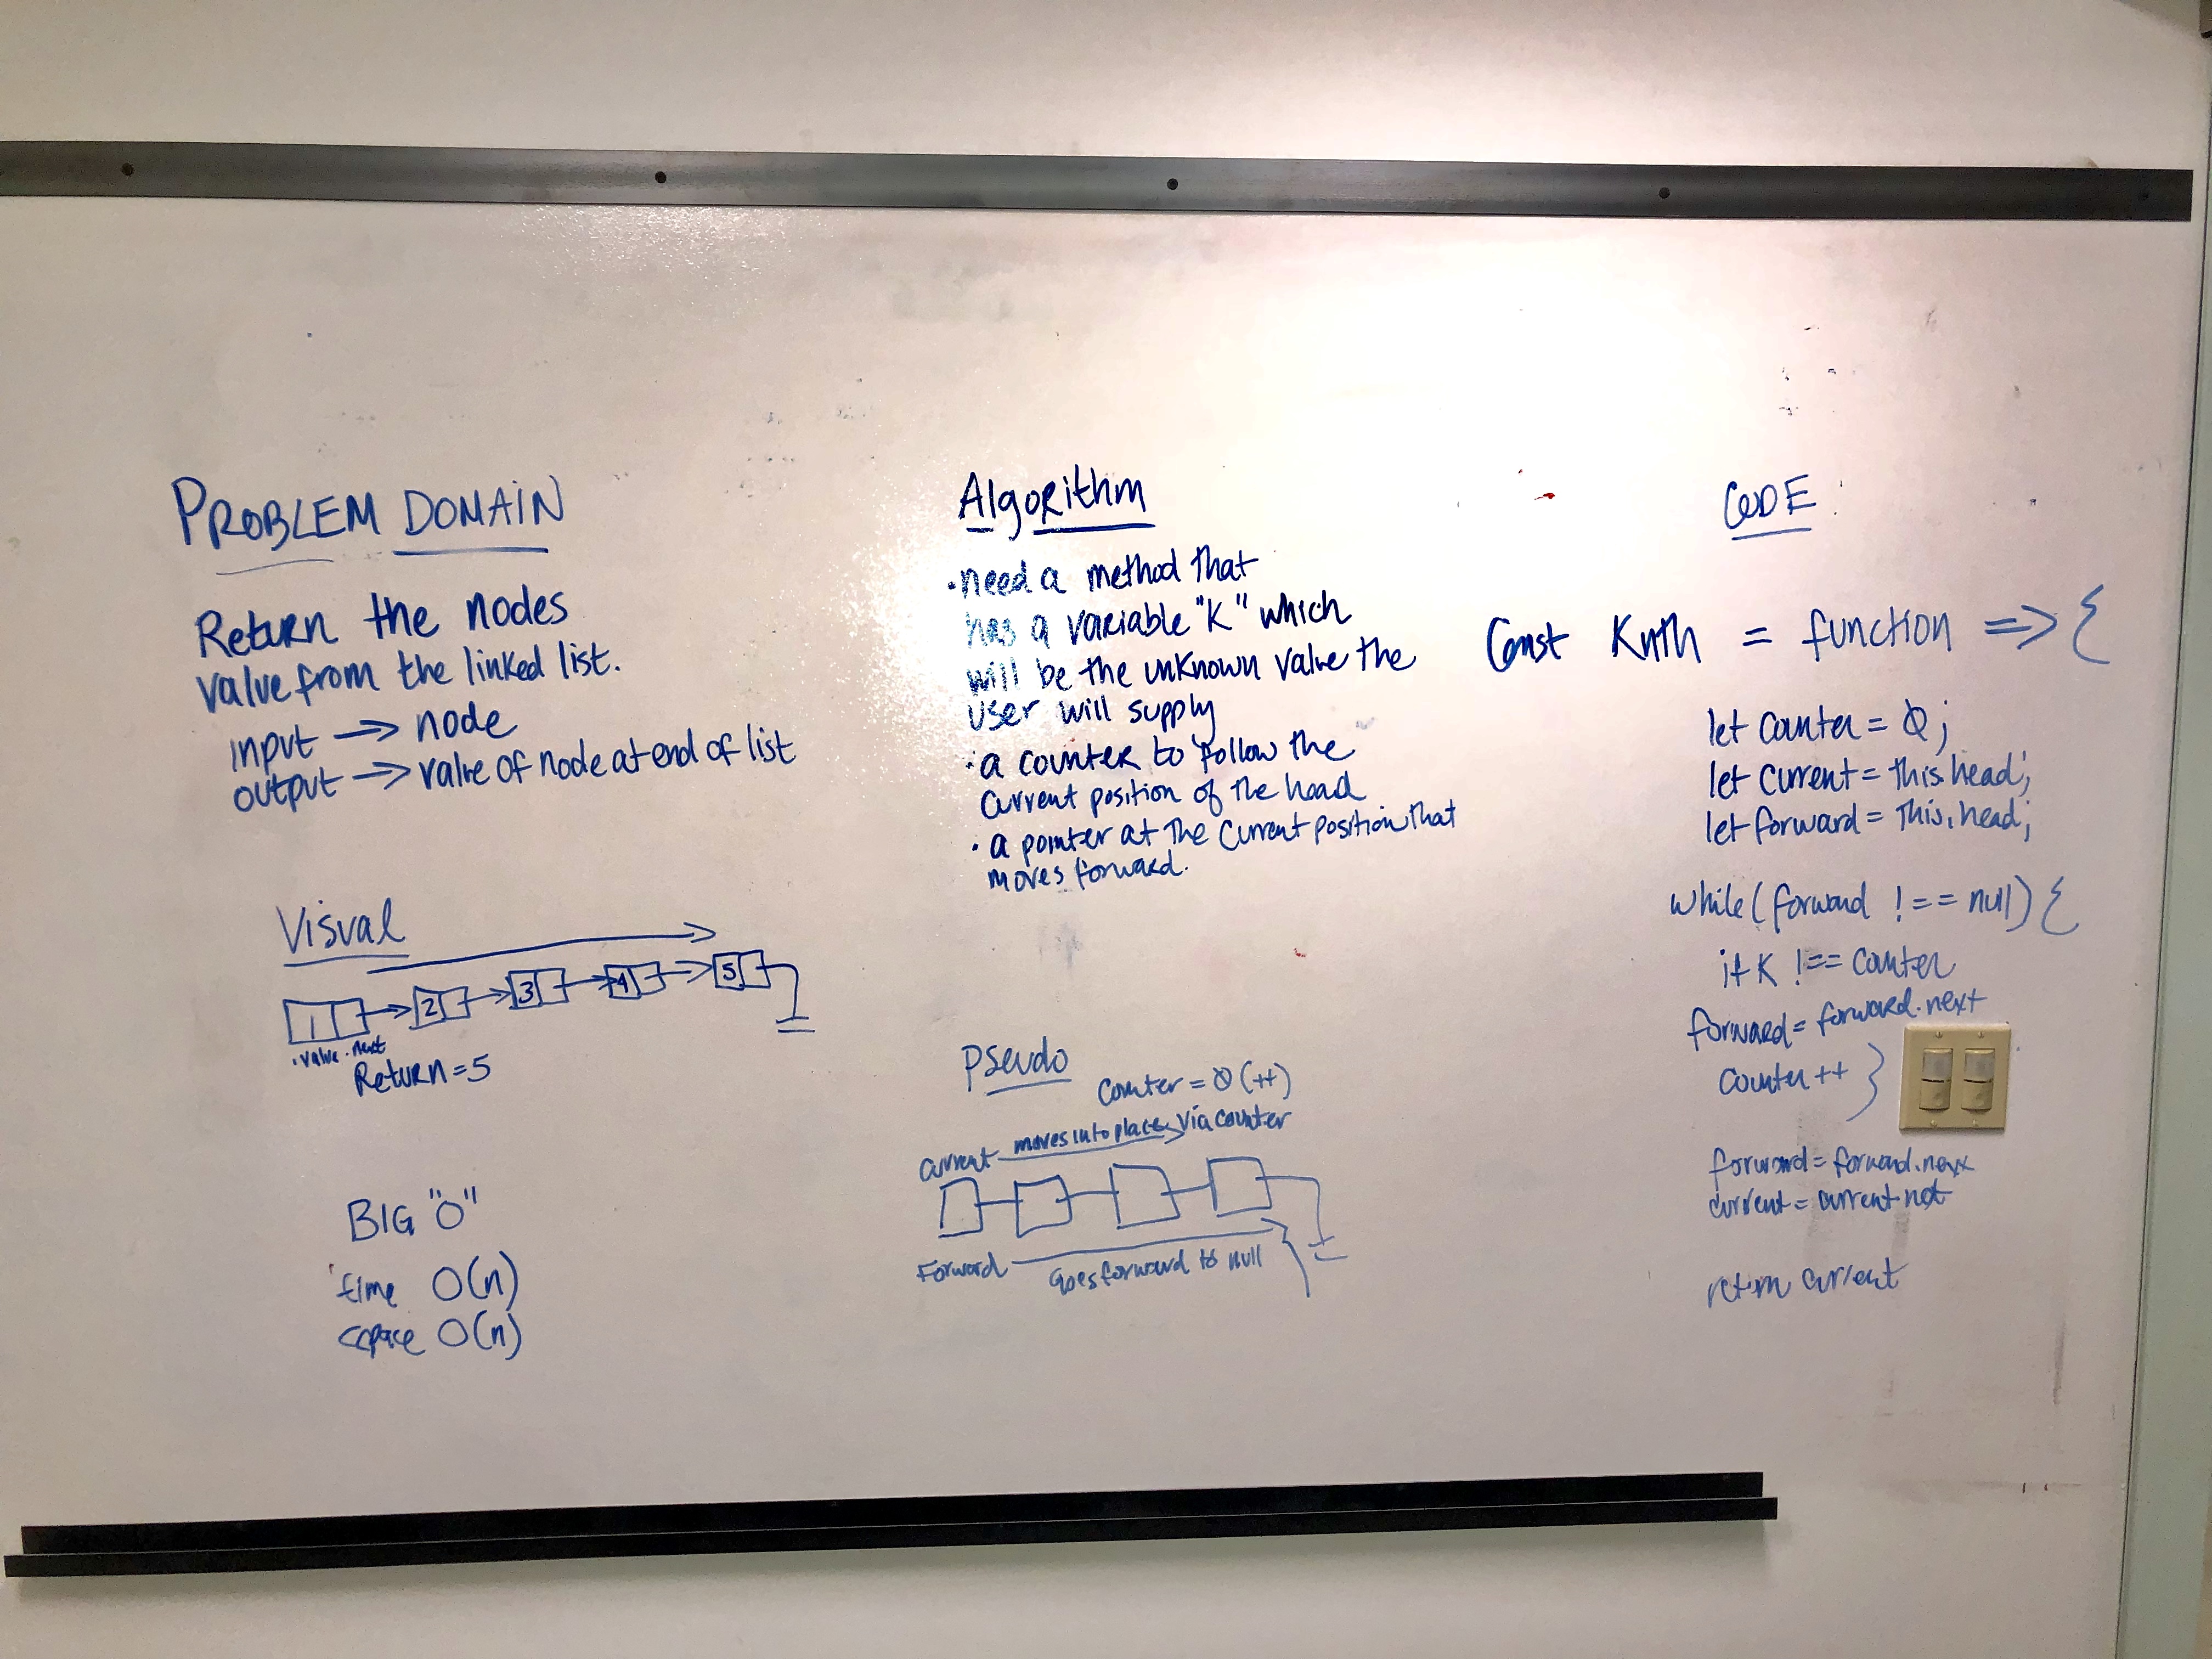 PROBLEM DOMAIN
Return the nodes
value from the linked list.
input → node
output → value of node at end of list
Visual
1 2 3 4 5
.value .next
Return = 5
BIG "O"
time O(n)
space O(n)
Algorithm
· need a method that
has a variable "K" which
will be the unknown value the
user will supply
· a counter to follow the
current position of the head
· a pointer at the current position that
moves forward.
Pseudo
Counter = 0 (++)
Current moves into place via counter
Forward goes forward to null
CODE:
Const Knth = function => {
let counter = 0;
let current = this.head;
let forward = this.head;
while (forward !== null) {
if K !== counter
forward = forward.next
counter ++ }
forward = forward.next
current = current.next
return current